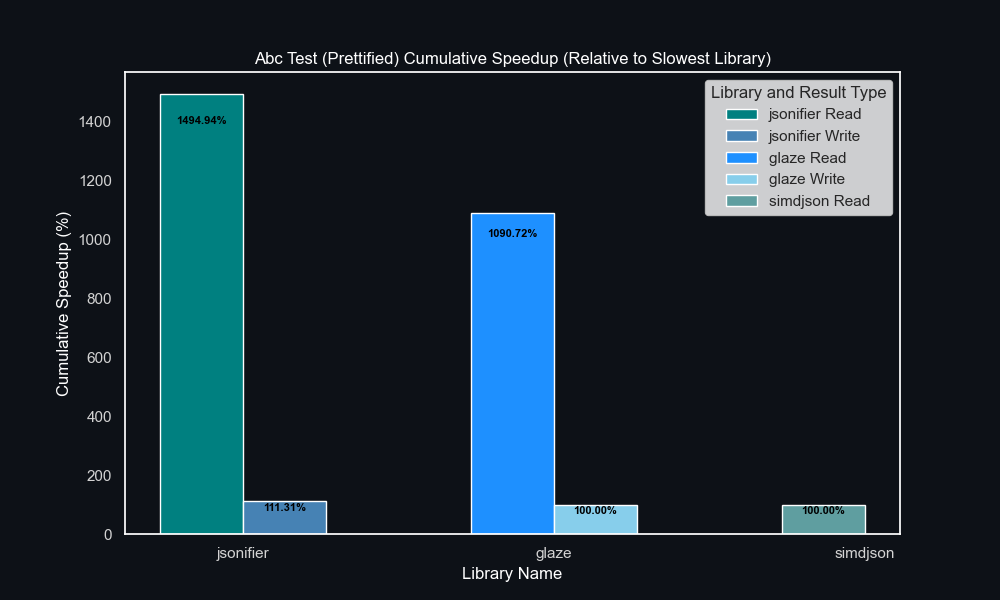 Abc Test (Prettified) Cumulative Speedup (Relative to Slowest Library)
Library and Result Type
jsonifier Read
jsonifier Write
glaze Read
glaze Write
simdjson Read
Cumulative Speedup (%)
1400
1200
1000
800
600
400
200
0
1494.94%
111.31%
1090.72%
100.00%
100.00%
jsonifier
glaze
simdjson
Library Name